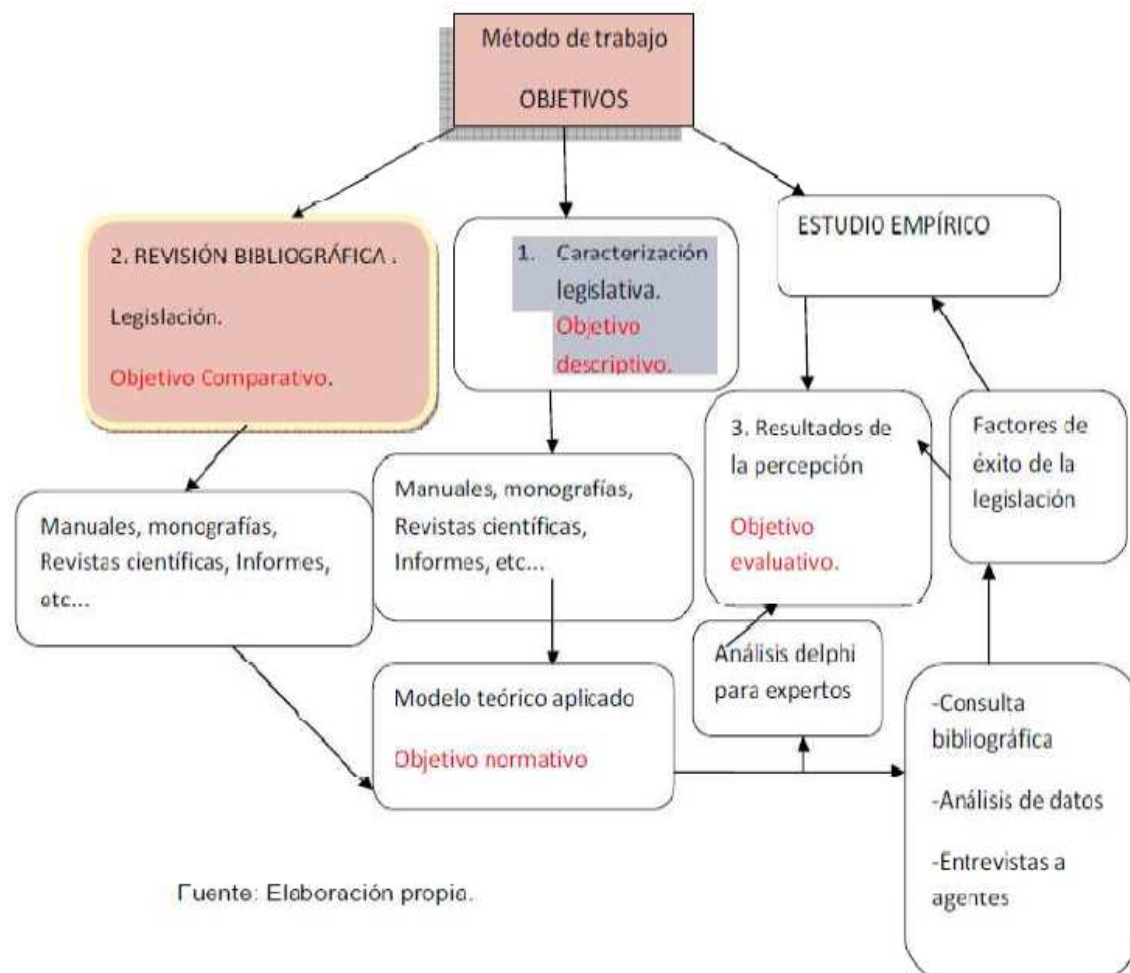 Método de trabajo
OBJETIVOS
2. REVISIÓN BIBLIOGRÁFICA .
Legislación.
Objetivo Comparativo.
1. Caracterización
legislativa.
Objetivo
descriptivo.
ESTUDIO EMPÍRICO
Manuales, monografías,
Revistas científicas, Informes,
etc...
Manuales, monografías,
Revistas científicas,
Informes, etc...
3. Resultados de
la percepción
Objetivo
evaluativo.
Factores de
éxito de la
legislación
Modelo teórico aplicado
Objetivo normativo
Análisis delphi
para expertos
-Consulta
bibliográfica
-Análisis de datos
-Entrevistas a
agentes
Fuente: Elaboración propia.